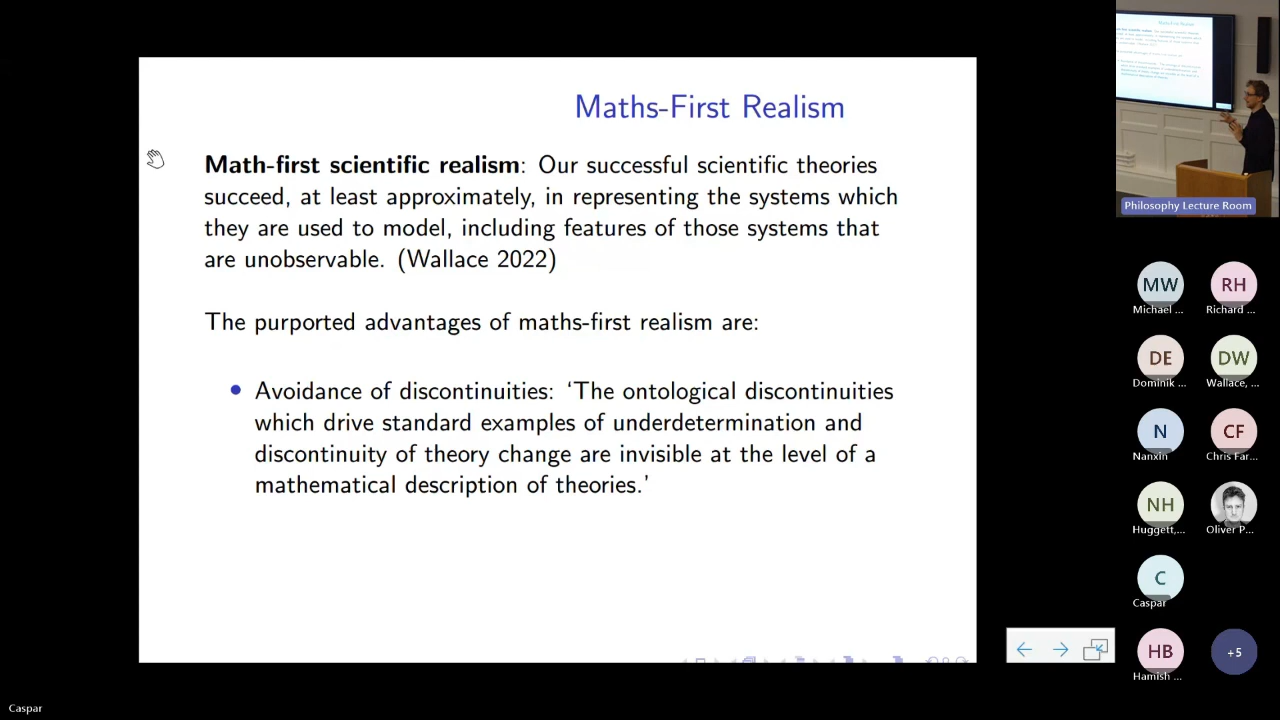 Maths-First Realism
Math-first scientific realism: Our successful scientific theories
succeed, at least approximately, in representing the systems which
they are used to model, including features of those systems that
are unobservable. (Wallace 2022)
The purported advantages of maths-first realism are:
Avoidance of discontinuities: ‘The ontological discontinuities
which drive standard examples of underdetermination and
discontinuity of theory change are invisible at the level of a
mathematical description of theories.’
Philosophy Lecture Room
MW
RH
Michael ...
Richard ...
DE
DW
Dominik ...
Wallace, ...
N
CF
Nanxin
Chris Far...
NH
Huggett,...
Oliver P...
C
Caspar
HB
+5
Hamish ...
Caspar